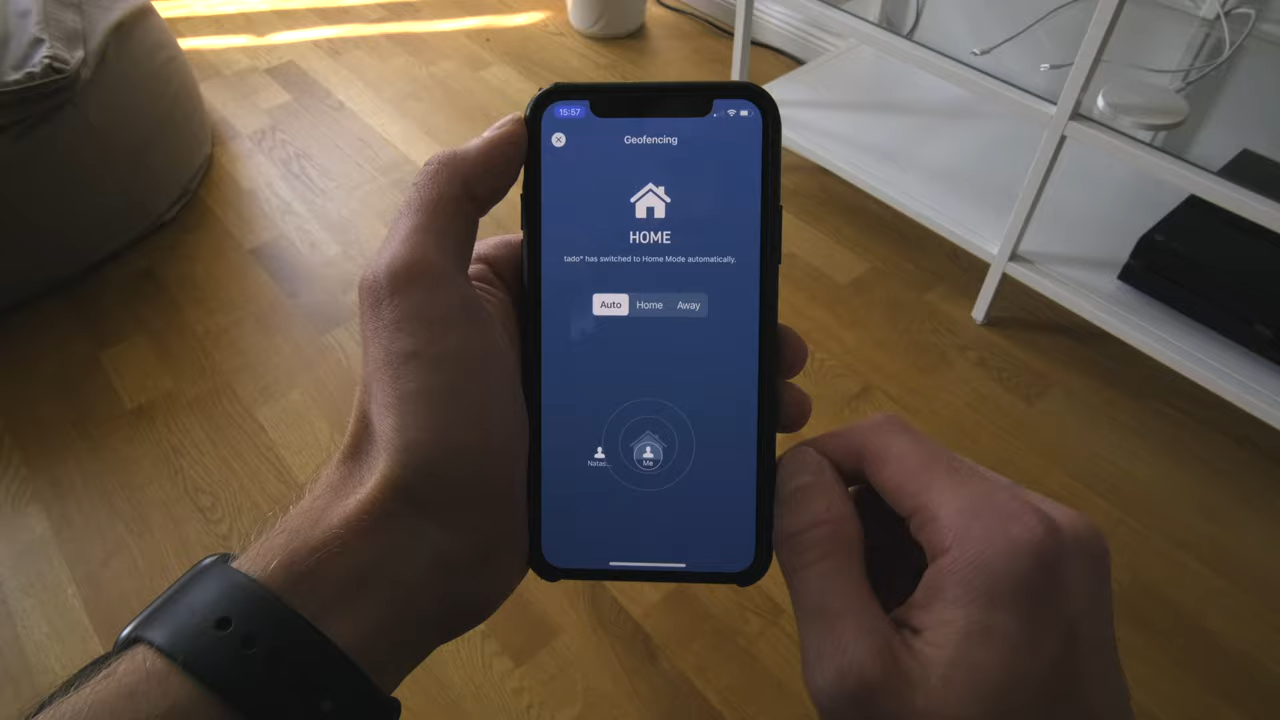 15:57
Geofencing
HOME
tado° has switched to Home Mode automatically.
Auto Home Away
Natas... Me